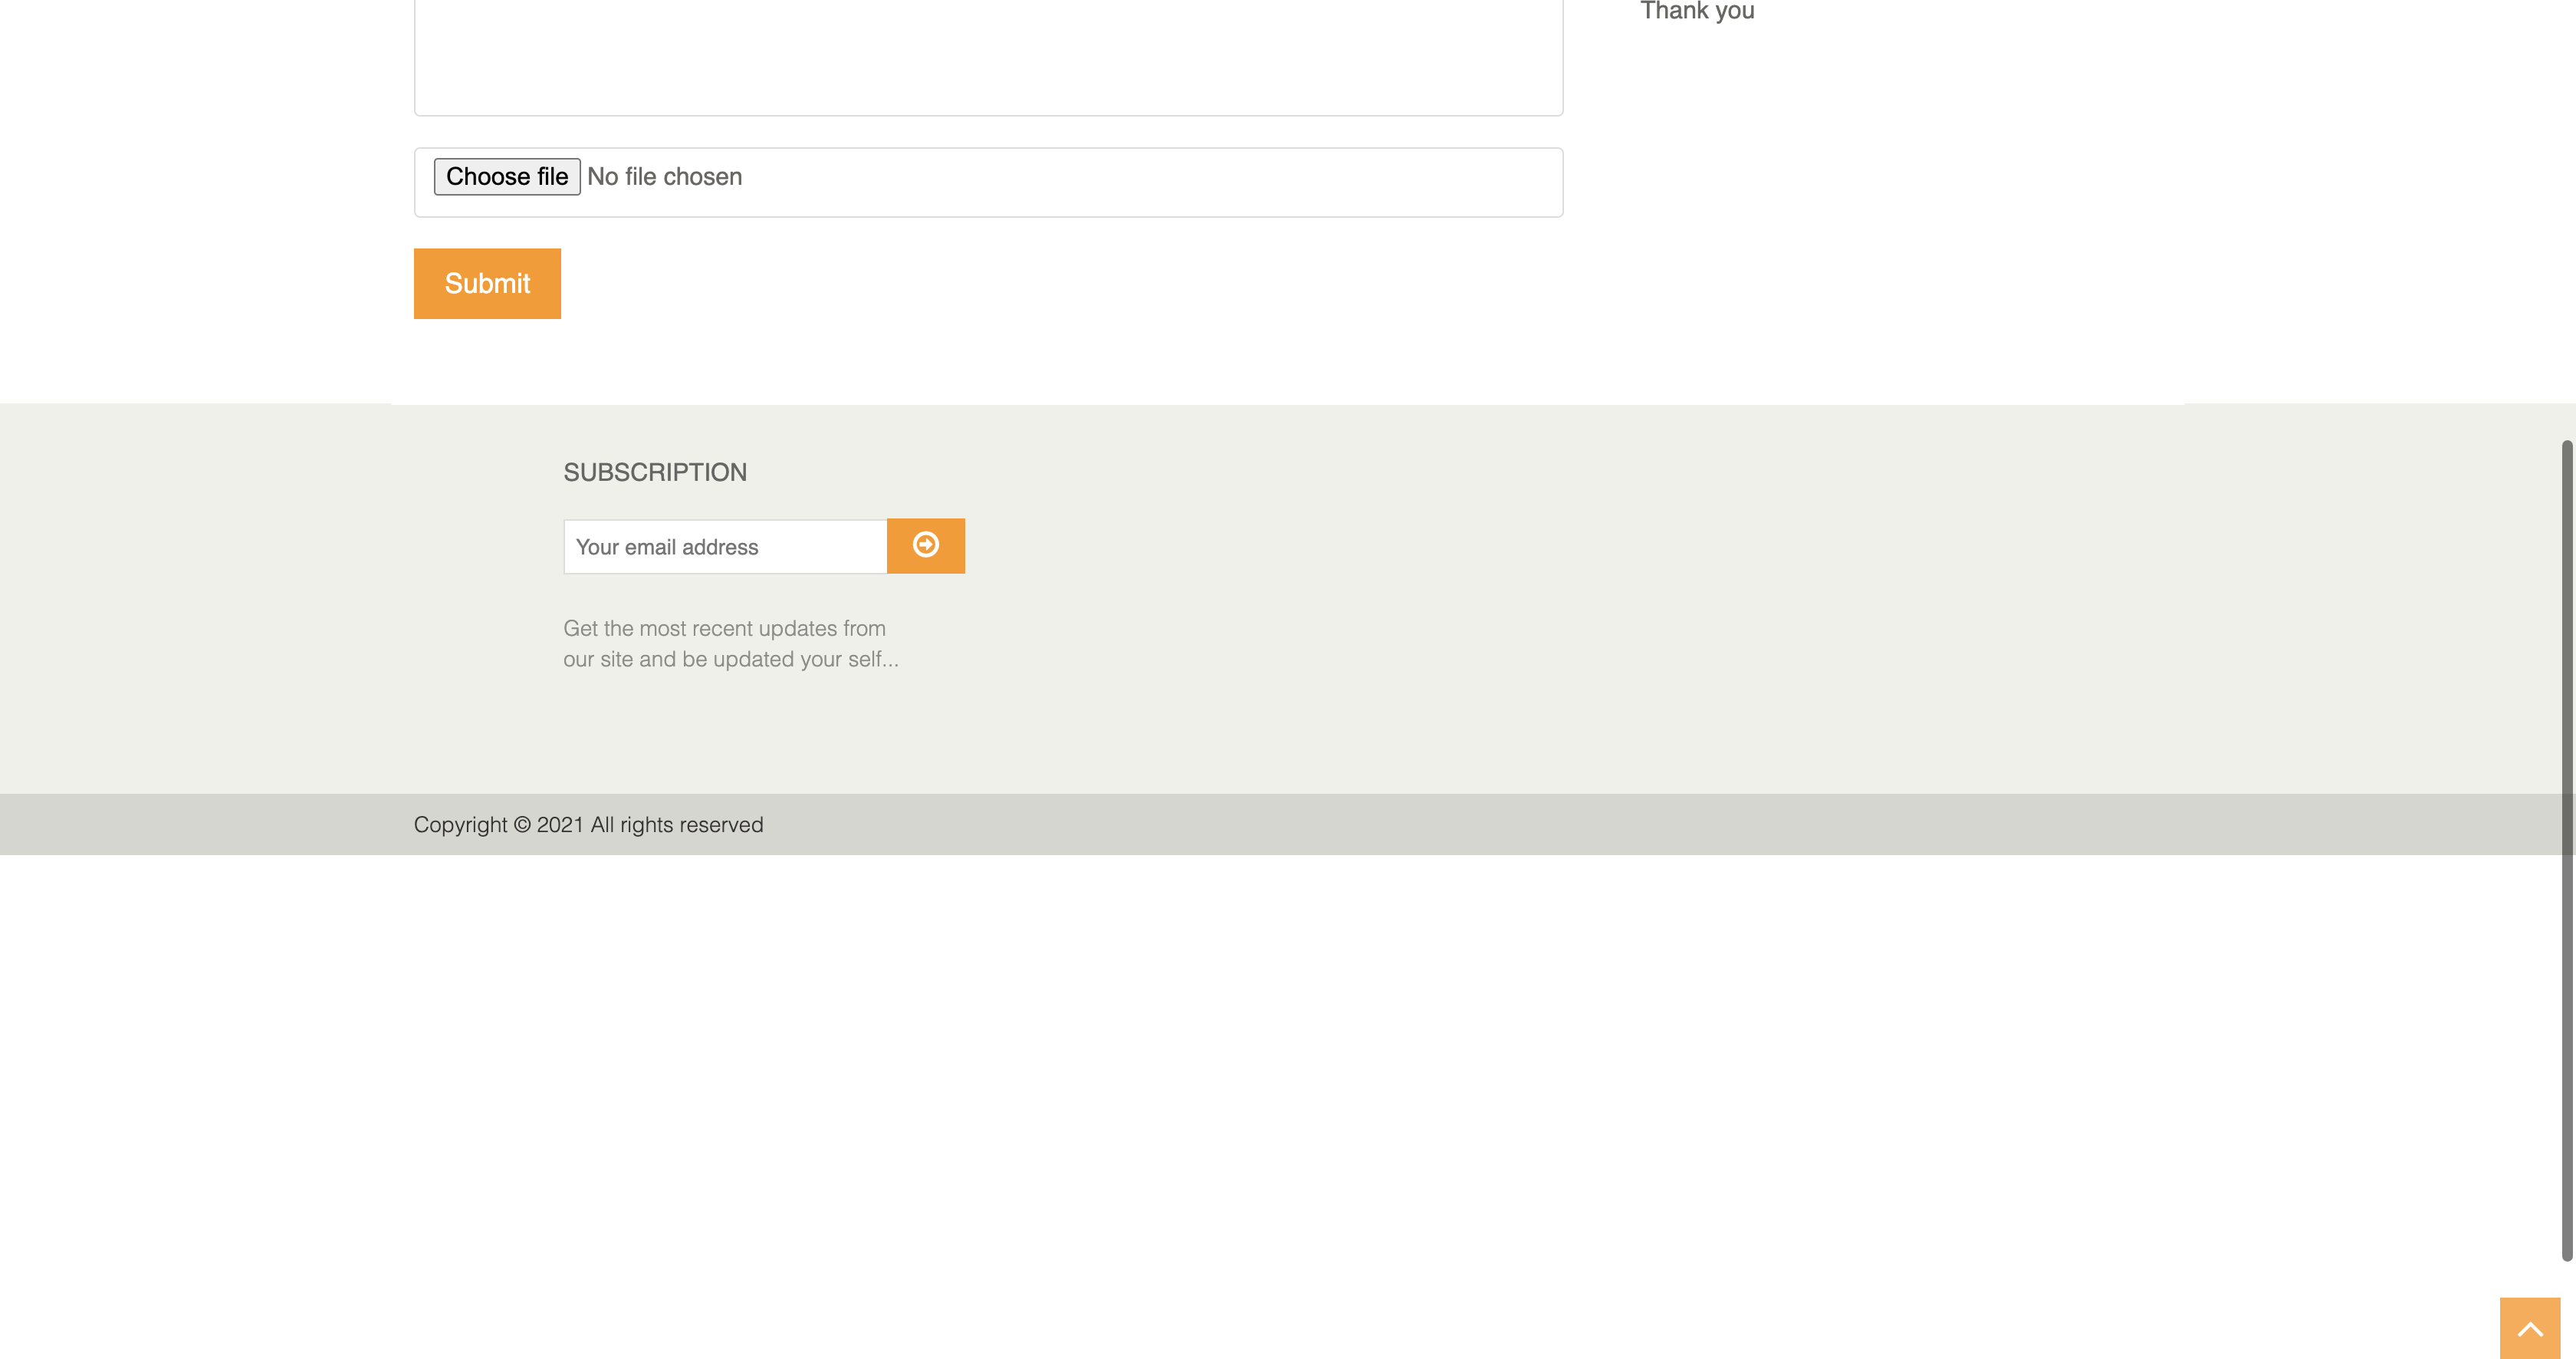 Thank you
Choose file No file chosen
Submit
SUBSCRIPTION
Your email address
Get the most recent updates from
our site and be updated your self...
Copyright © 2021 All rights reserved